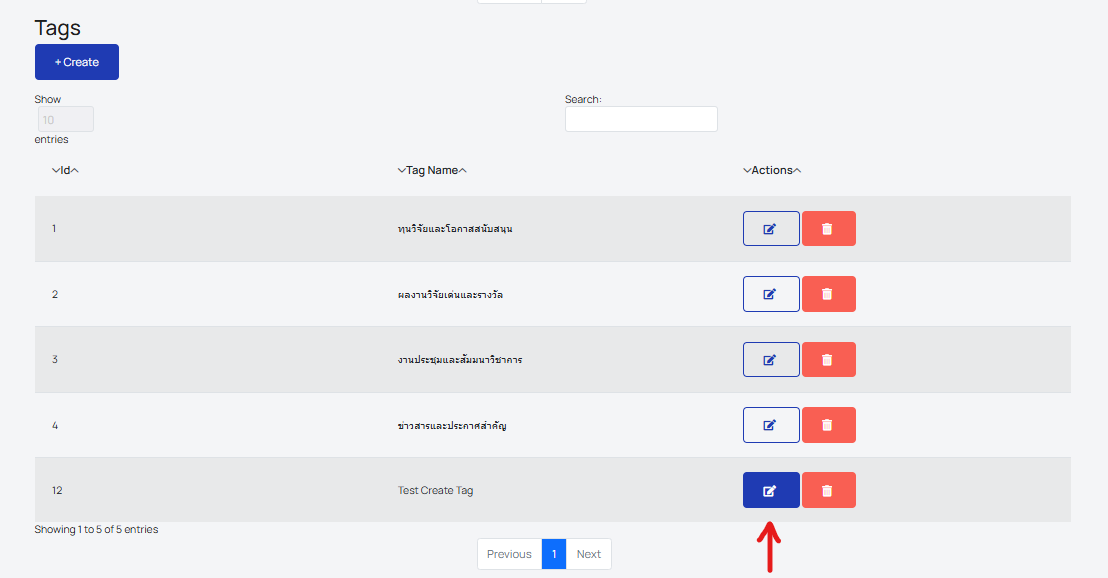 Tags
+ Create
Show
10
entries
Search:
Id Tag Name Actions
1 ทุนวิจัยและโอกาสสนับสนุน
2 ผลงานวิจัยเด่นและรางวัล
3 งานประชุมและสัมมนาวิชาการ
4 ข่าวสารและประกาศสำคัญ
12 Test Create Tag
Showing 1 to 5 of 5 entries
Previous 1 Next